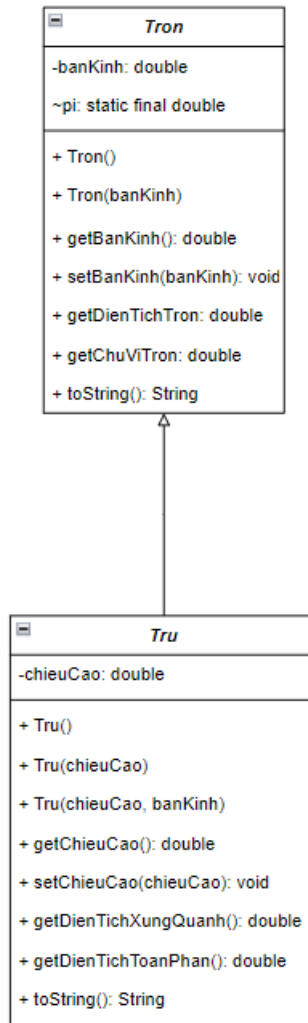 Tron
-banKinh: double
~pi: static final double
+ Tron()
+ Tron(banKinh)
+ getBanKinh(): double
+ setBanKinh(banKinh): void
+ getDienTichTron: double
+ getChuViTron: double
+ toString(): String
Tru
-chieuCao: double
+ Tru()
+ Tru(chieuCao)
+ Tru(chieuCao, banKinh)
+ getChieuCao(): double
+ setChieuCao(chieuCao): void
+ getDienTichXungQuanh(): double
+ getDienTichToanPhan(): double
+ toString(): String